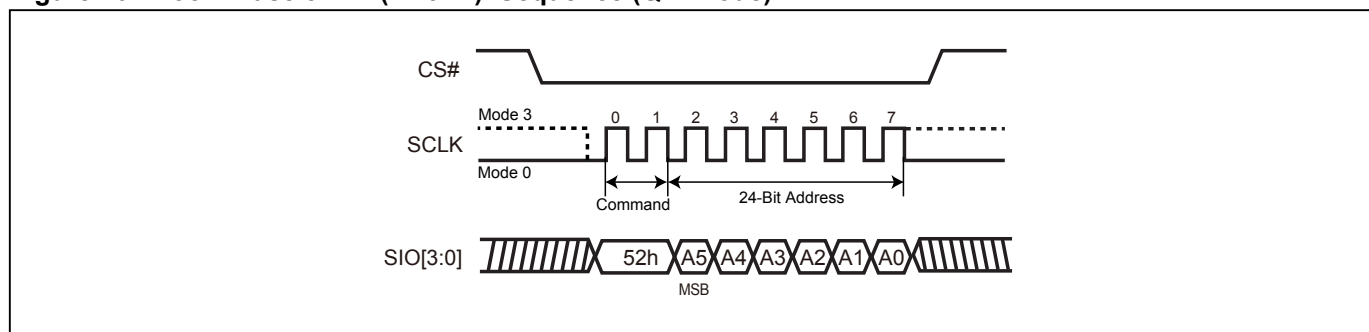 CS#
Mode 3
0 1 2 3 4 5 6 7
SCLK
Mode 0
Command
24-Bit Address
SIO[3:0]
52h A5 A4 A3 A2 A1 A0
MSB